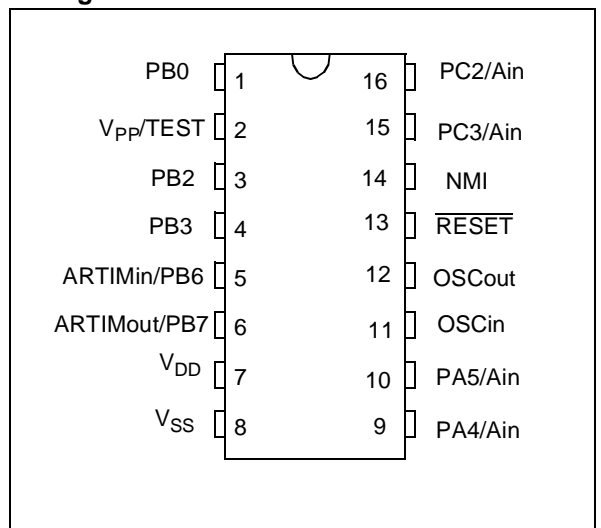 PB0 1 16 PC2/Ain
VPP/TEST 2 15 PC3/Ain
PB2 3 14 NMI
PB3 4 13 RESET
ARTIMin/PB6 5 12 OSCout
ARTIMout/PB7 6 11 OSCin
VDD 7 10 PA5/Ain
VSS 8 9 PA4/Ain